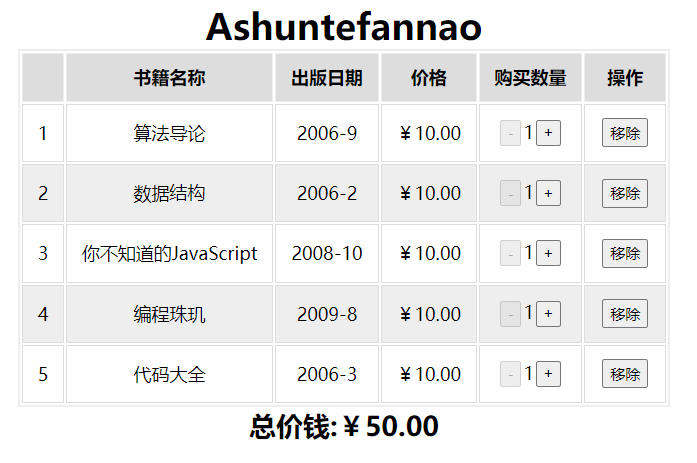 Ashuntefannao
书籍名称 出版日期 价格 购买数量 操作
1 算法导论 2006-9 ¥10.00 - 1 + 移除
2 数据结构 2006-2 ¥10.00 - 1 + 移除
3 你不知道的JavaScript 2008-10 ¥10.00 - 1 + 移除
4 编程珠玑 2009-8 ¥10.00 - 1 + 移除
5 代码大全 2006-3 ¥10.00 - 1 + 移除
总价钱:¥50.00